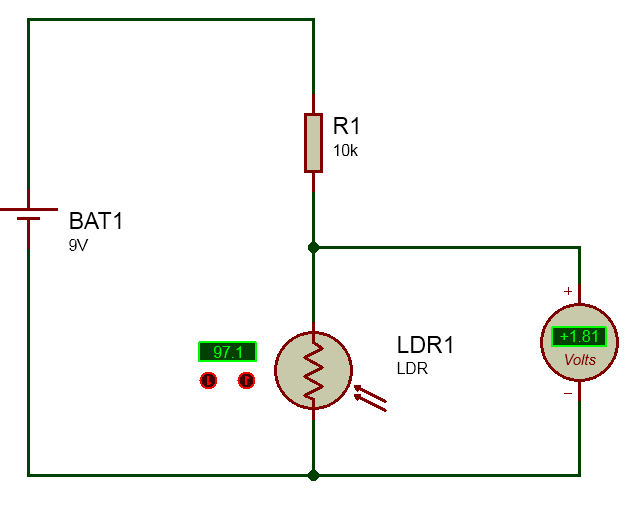 R1
10k
BAT1
9V
+
+1.81
Volts
−
97.1
LDR1
LDR